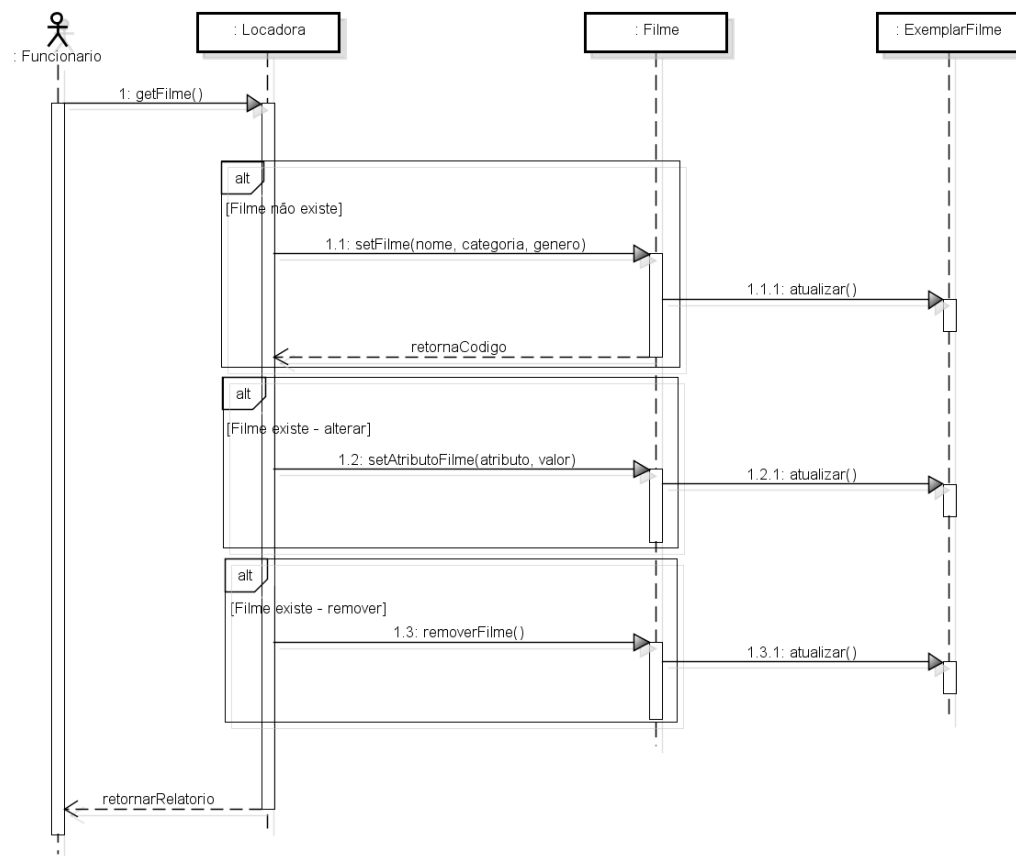 : Funcionario
: Locadora
: Filme
: ExemplarFilme
1: getFilme()
alt
[Filme não existe]
1.1: setFilme(nome, categoria, genero)
1.1.1: atualizar()
retornaCodigo
alt
[Filme existe - alterar]
1.2: setAtributoFilme(atributo, valor)
1.2.1: atualizar()
alt
[Filme existe - remover]
1.3: removerFilme()
1.3.1: atualizar()
retornarRelatorio